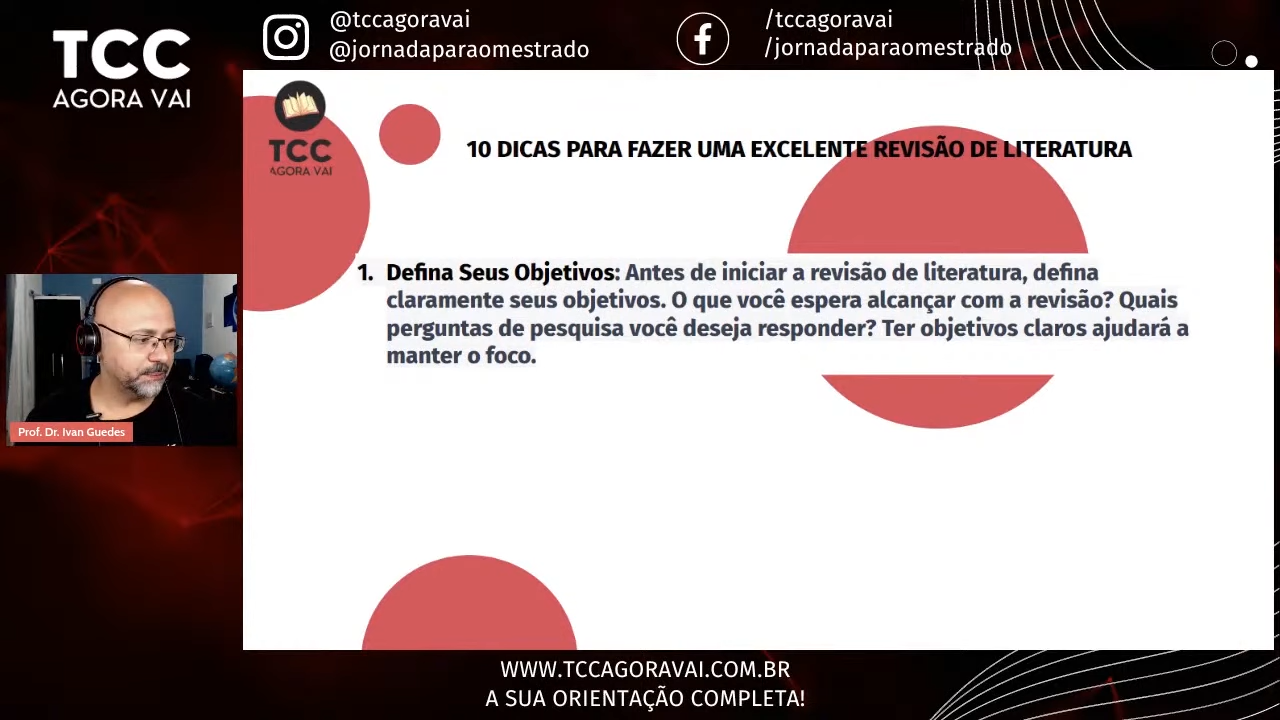 TCC
AGORA VAI
@tccagoravai
@jornadaparaomestrado
/tccagoravai
/jornadaparaomestrado
TCC
AGORA VAI
10 DICAS PARA FAZER UMA EXCELENTE REVISÃO DE LITERATURA
1. Defina Seus Objetivos: Antes de iniciar a revisão de literatura, defina
claramente seus objetivos. O que você espera alcançar com a revisão? Quais
perguntas de pesquisa você deseja responder? Ter objetivos claros ajudará a
manter o foco.
Prof. Dr. Ivan Guedes
WWW.TCCAGORAVAI.COM.BR
A SUA ORIENTAÇÃO COMPLETA!